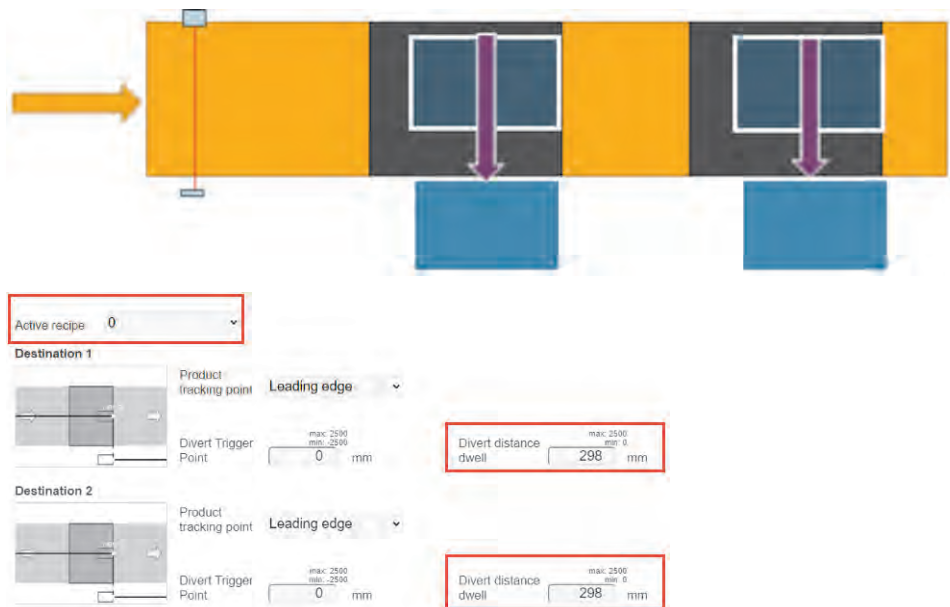 Active recipe 0
Destination 1
Product
tracking point Leading edge
max: 2500
min: -2500
Divert Trigger
Point 0 mm
max: 2500
min: 0
Divert distance
dwell 298 mm
Destination 2
Product
tracking point Leading edge
max: 2500
min: -2500
Divert Trigger
Point 0 mm
max: 2500
min: 0
Divert distance
dwell 298 mm